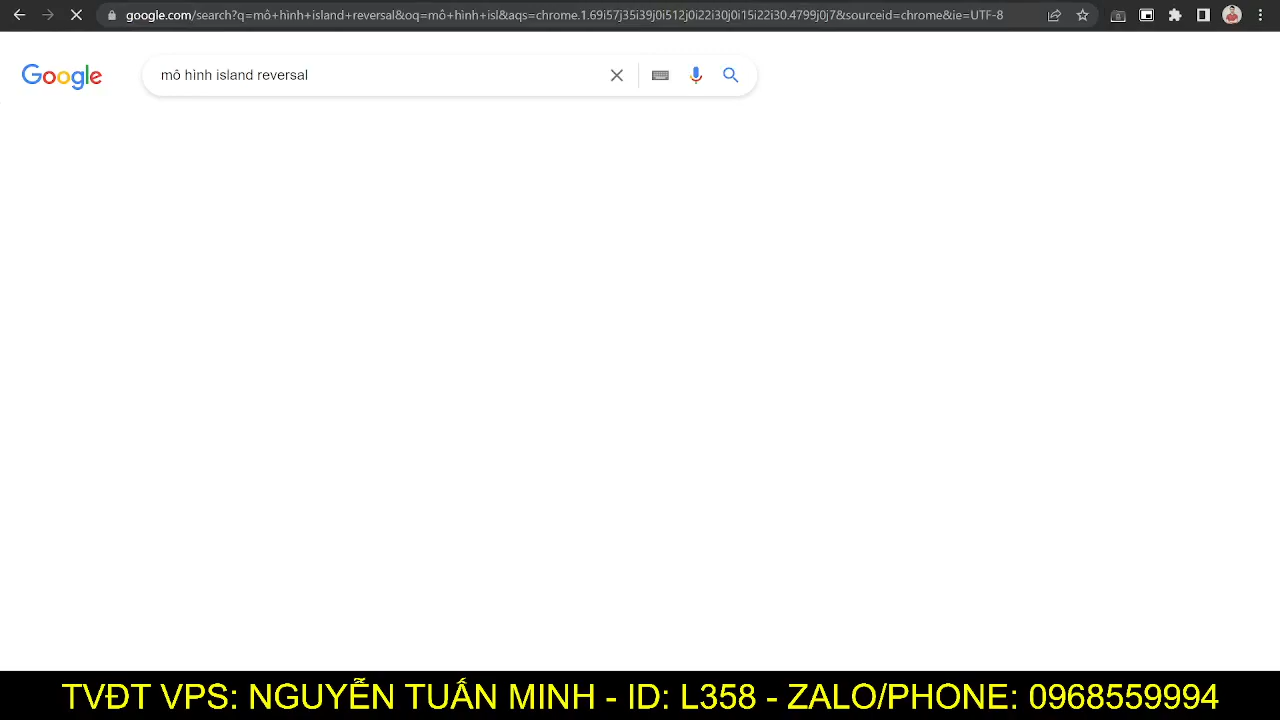 google.com/search?q=mô+hình+island+reversal&oq=mô+hình+isl&aqs=chrome.1.69i57j35i39j0i512j0i22i30j0i15i22i30.4799j0j7&sourceid=chrome&ie=UTF-8
Google
mô hình island reversal
TVĐT VPS: NGUYỄN TUẤN MINH - ID: L358 - ZALO/PHONE: 0968559994